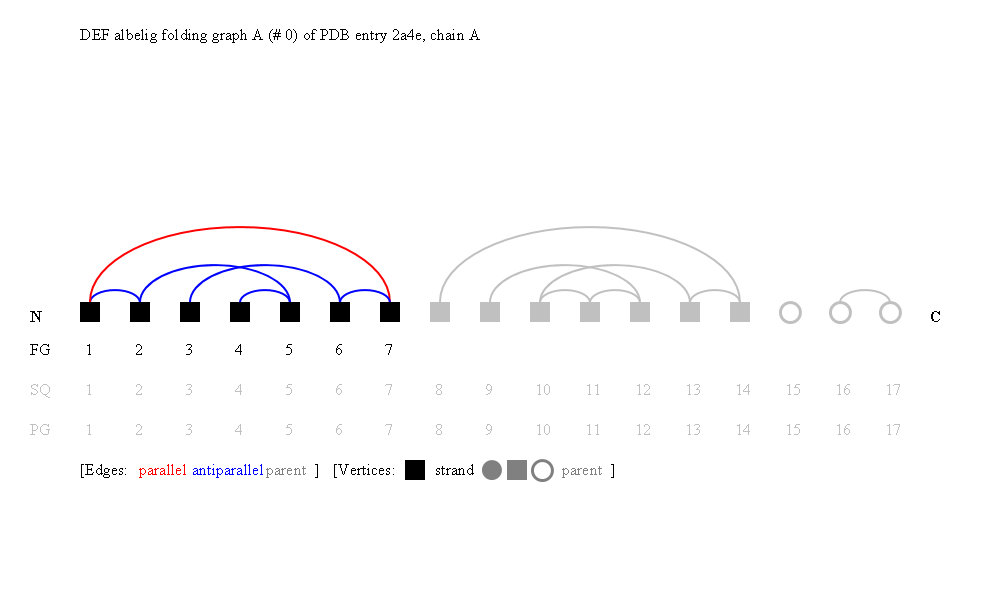 DEF albelig folding graph A (# 0) of PDB entry 2a4e, chain A
N C
FG 1 2 3 4 5 6 7
SQ 1 2 3 4 5 6 7 8 9 10 11 12 13 14 15 16 17
PG 1 2 3 4 5 6 7 8 9 10 11 12 13 14 15 16 17
[Edges: parallel antiparallel parent ] [Vertices: strand parent ]